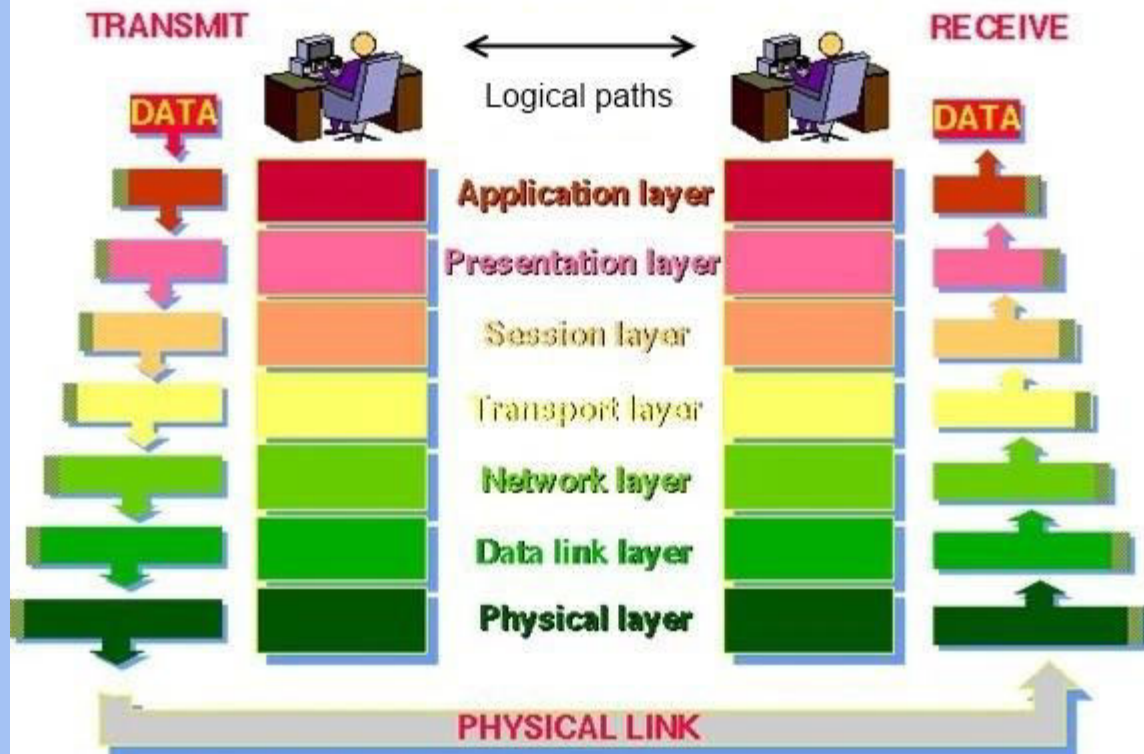 TRANSMIT
RECEIVE
Logical paths
DATA
DATA
Application layer
Presentation layer
Session layer
Transport layer
Network layer
Data link layer
Physical layer
PHYSICAL LINK